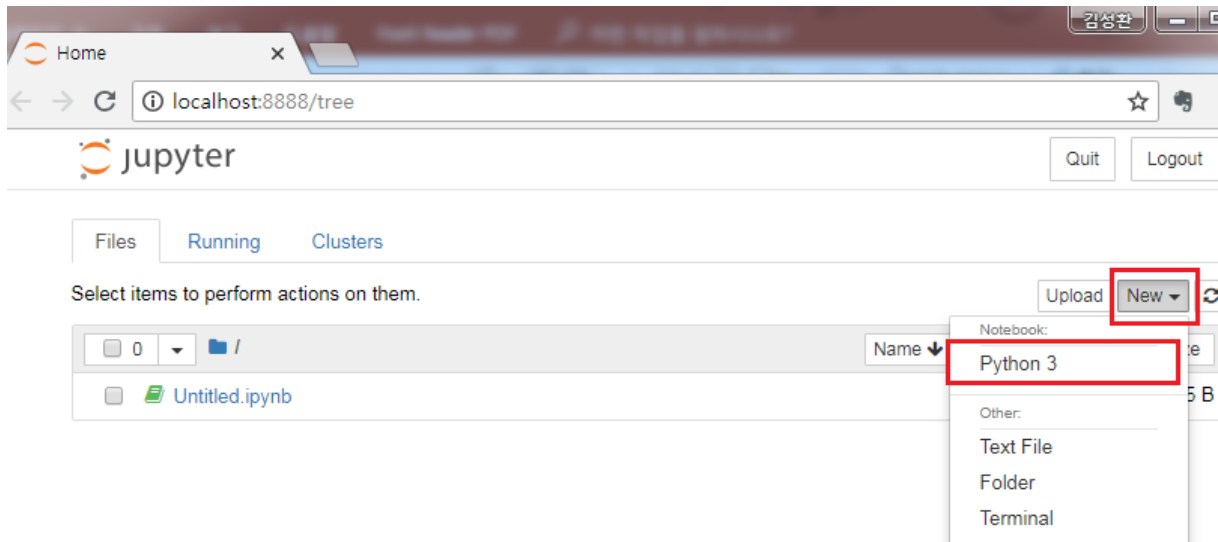 김성환
Home
localhost:8888/tree
jupyter
Quit Logout
Files Running Clusters
Select items to perform actions on them.
Upload New
Notebook:
0 / Name
Python 3
Untitled.ipynb
B
Other:
Text File
Folder
Terminal